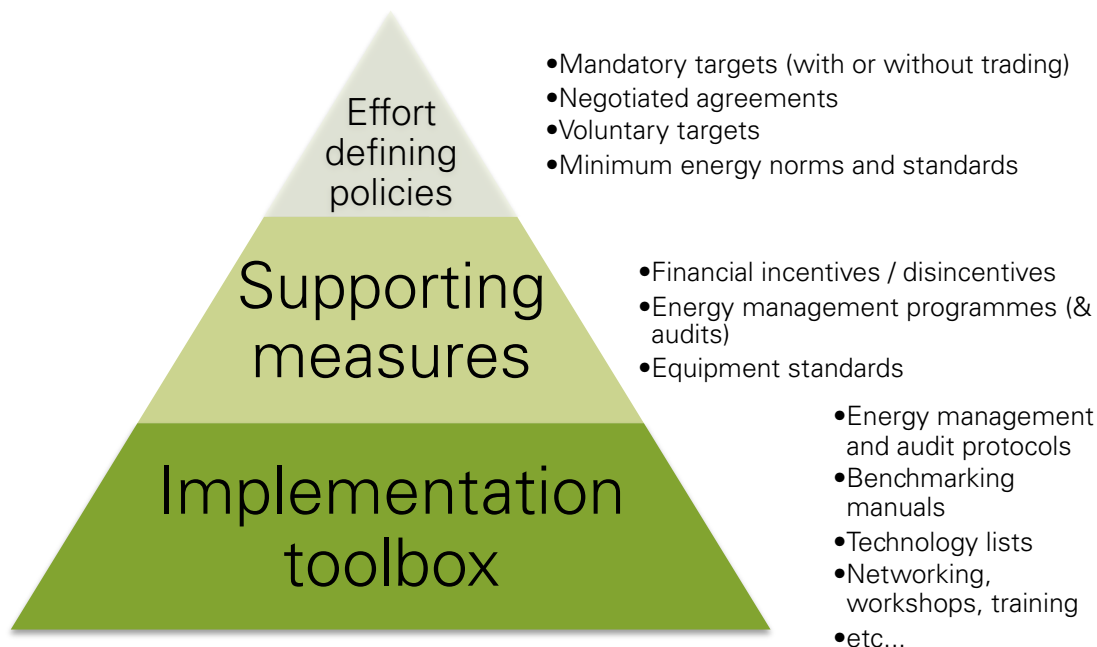 Effort
defining
policies
•Mandatory targets (with or without trading)
•Negotiated agreements
•Voluntary targets
•Minimum energy norms and standards
Supporting
measures
•Financial incentives / disincentives
•Energy management programmes (&
audits)
•Equipment standards
Implementation
toolbox
•Energy management
and audit protocols
•Benchmarking
manuals
•Technology lists
•Networking,
workshops, training
•etc...